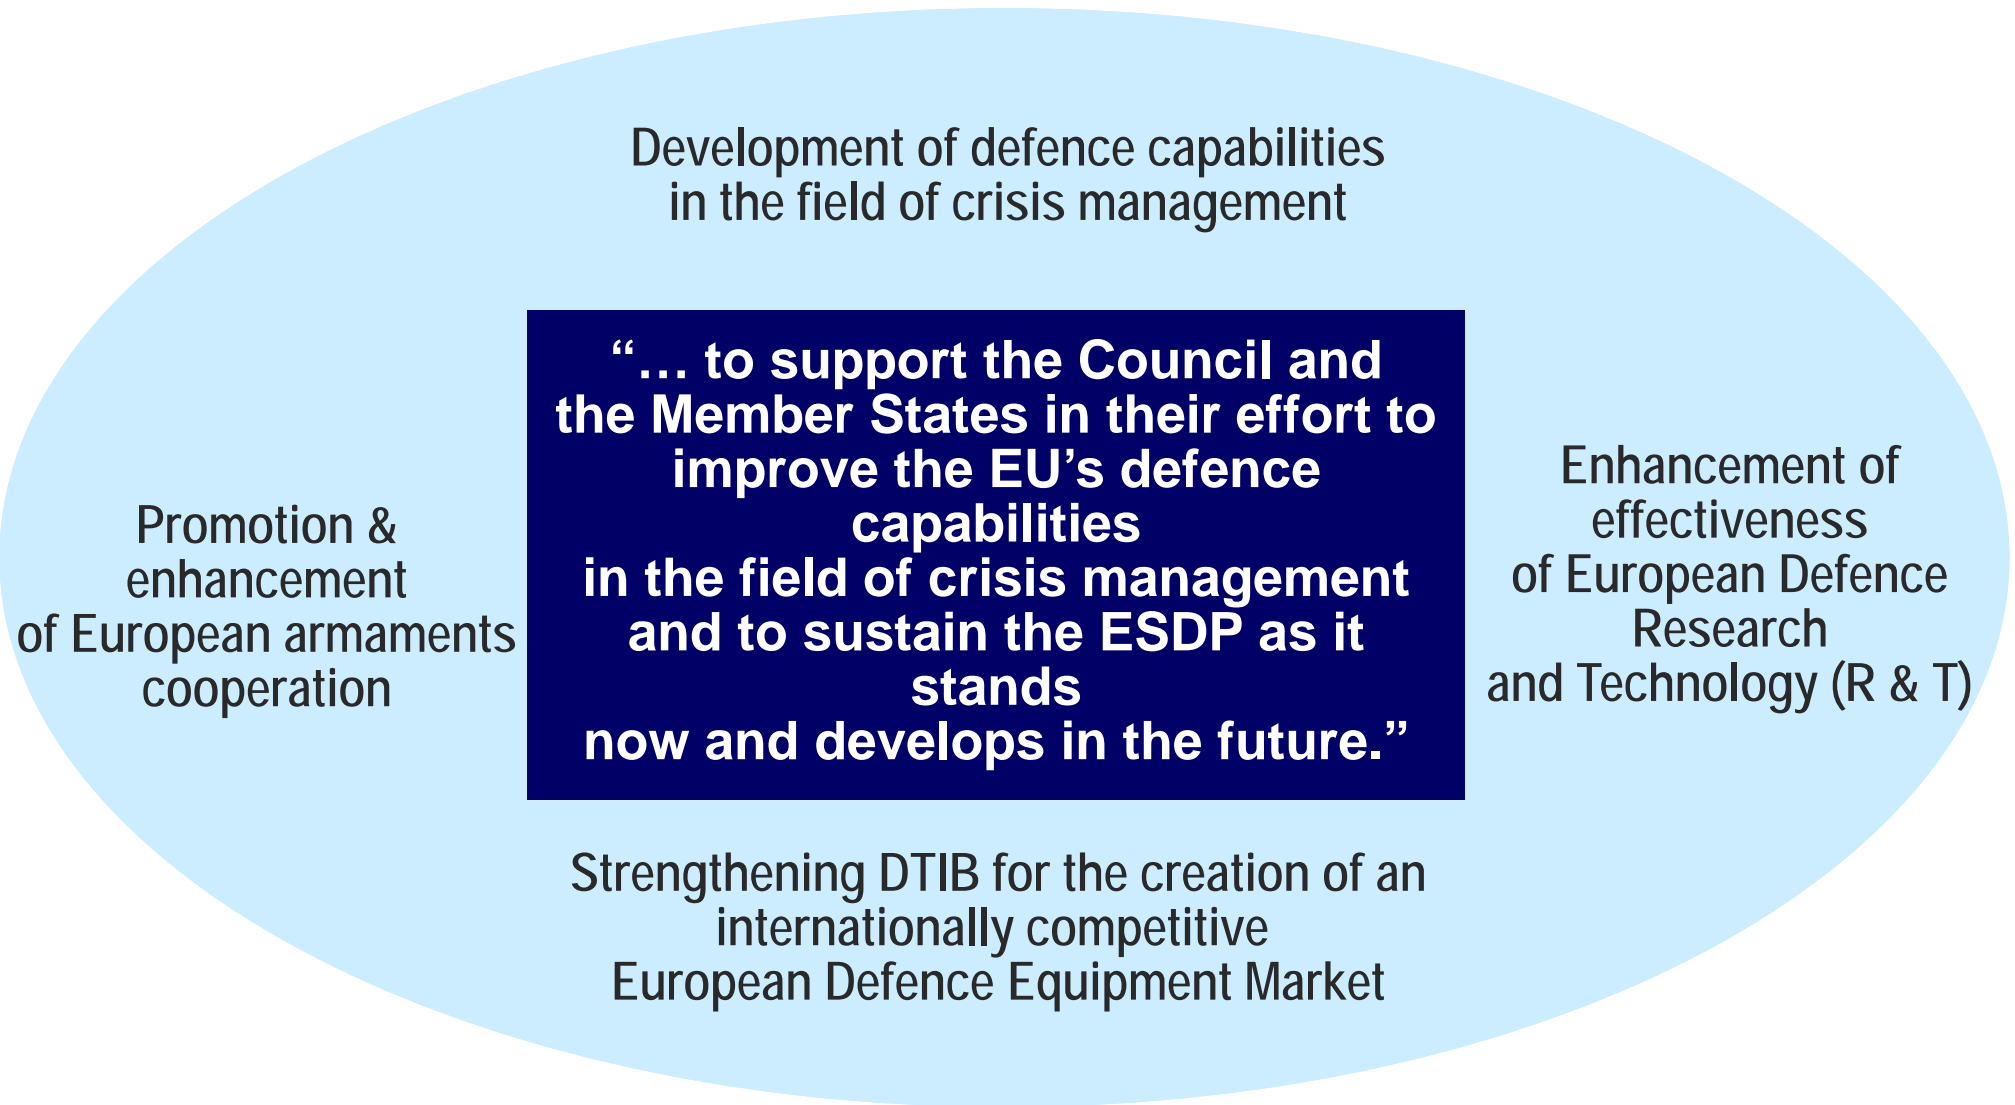 Development of defence capabilities
in the field of crisis management
“… to support the Council and
the Member States in their effort to
improve the EU’s defence
capabilities
in the field of crisis management
and to sustain the ESDP as it
stands
now and develops in the future.”
Promotion &
enhancement
of European armaments
cooperation
Enhancement of
effectiveness
of European Defence
Research
and Technology (R & T)
Strengthening DTIB for the creation of an
internationally competitive
European Defence Equipment Market